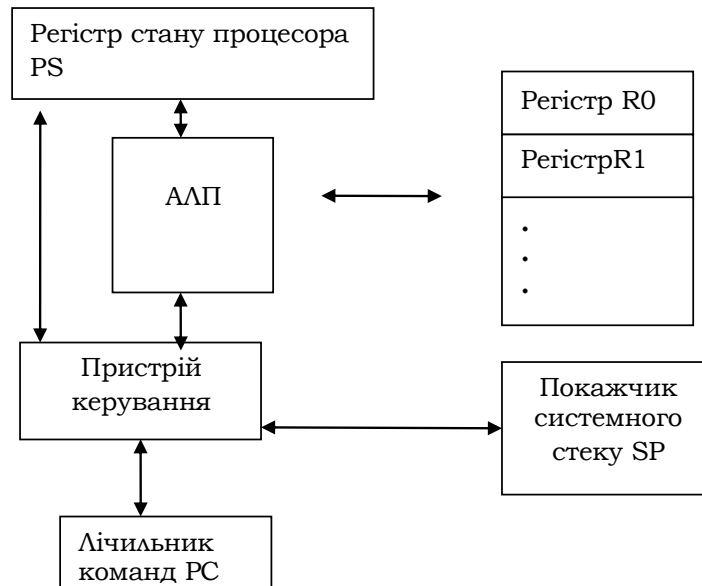 Регістр стану процесора
PS
Регістр R0
РегістрR1
АЛП
.
.
.
Пристрій
керування
Покажчик
системного
стеку SP
Лічильник
команд PC